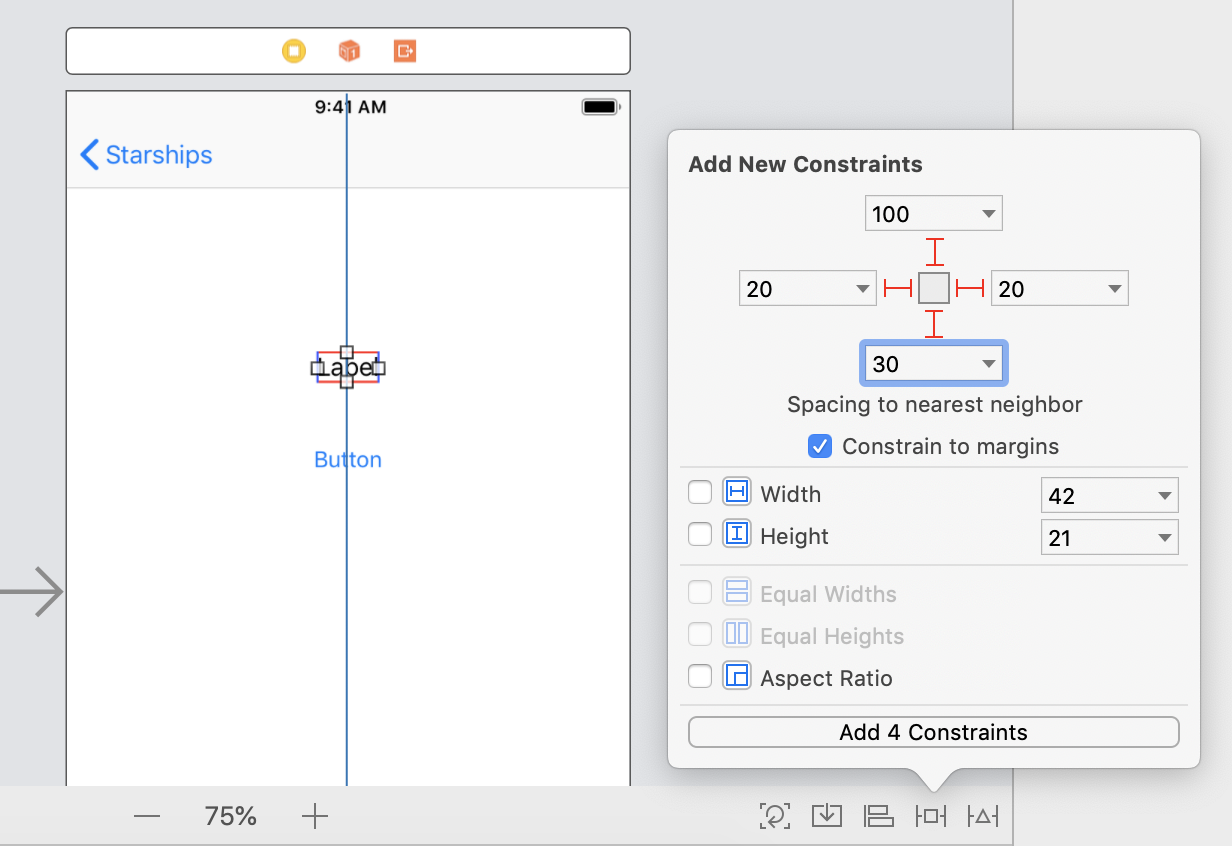 9:41 AM
Starships
Label
Button
75%
Add New Constraints
100
20 20
30
Spacing to nearest neighbor
Constrain to margins
Width 42
Height 21
Equal Widths
Equal Heights
Aspect Ratio
Add 4 Constraints